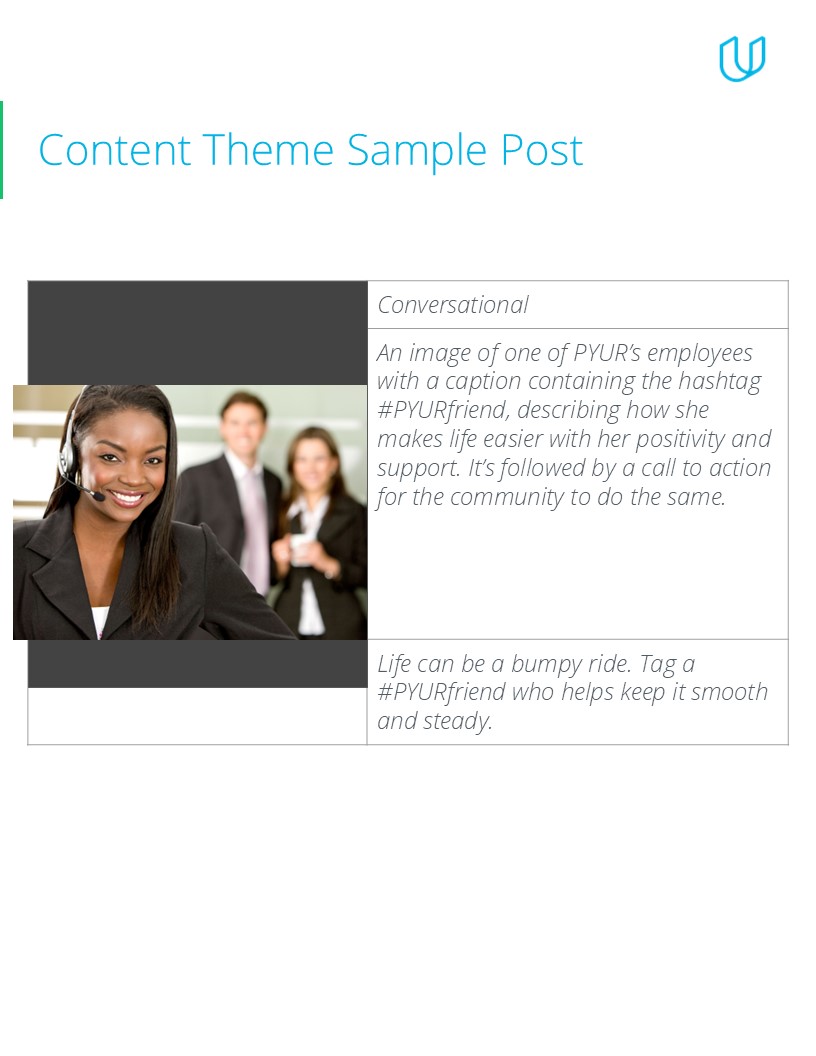 Content Theme Sample Post
Conversational
An image of one of PYUR’s employees
with a caption containing the hashtag
#PYURfriend, describing how she
makes life easier with her positivity and
support. It’s followed by a call to action
for the community to do the same.
Life can be a bumpy ride. Tag a
#PYURfriend who helps keep it smooth
and steady.